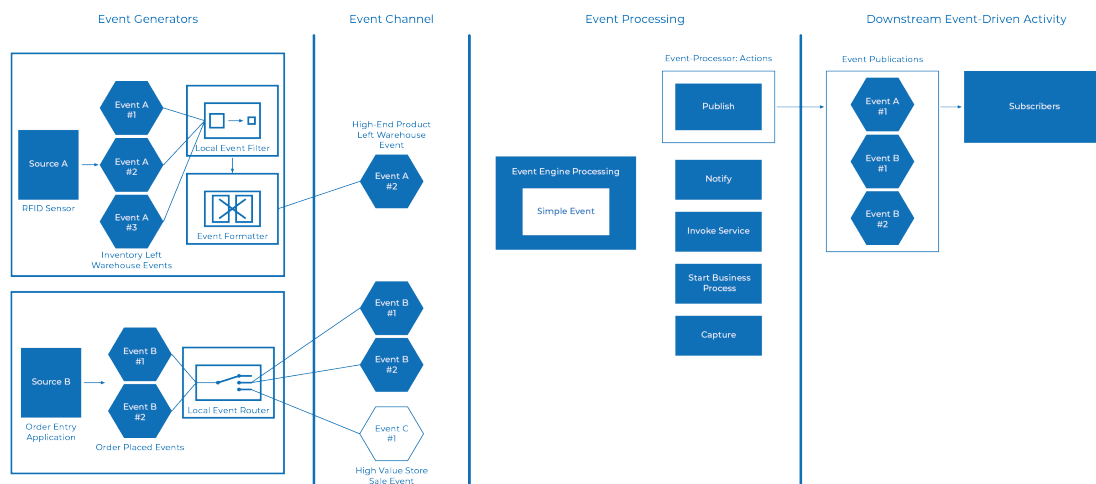 Event Generators
Event Channel
Event Processing
Downstream Event-Driven Activity
Source A
RFID Sensor
Event A
#1
Event A
#2
Event A
#3
Inventory Left
Warehouse Events
Local Event Filter
Event Formatter
Source B
Order Entry
Application
Event B
#1
Event B
#2
Order Placed Events
Local Event Router
High-End Product
Left Warehouse
Event
Event A
#2
Event B
#1
Event B
#2
Event C
#1
High Value Store
Sale Event
Event Engine Processing
Simple Event
Event-Processor: Actions
Publish
Notify
Invoke Service
Start Business
Process
Capture
Event Publications
Event A
#1
Event B
#1
Event B
#2
Subscribers